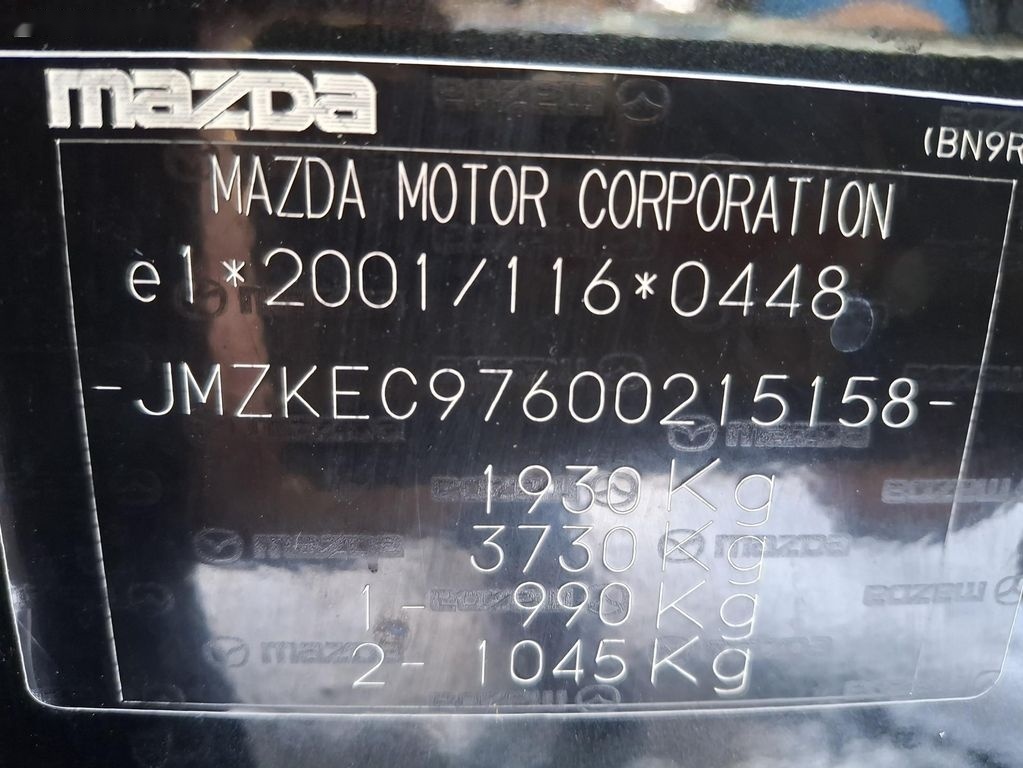 mazda
(BN9R
MAZDA MOTOR CORPORATION
e1*2001/116*0448
-JMZKEC97600215158-
1930Kg
3730Kg
1- 990Kg
2- 1045Kg